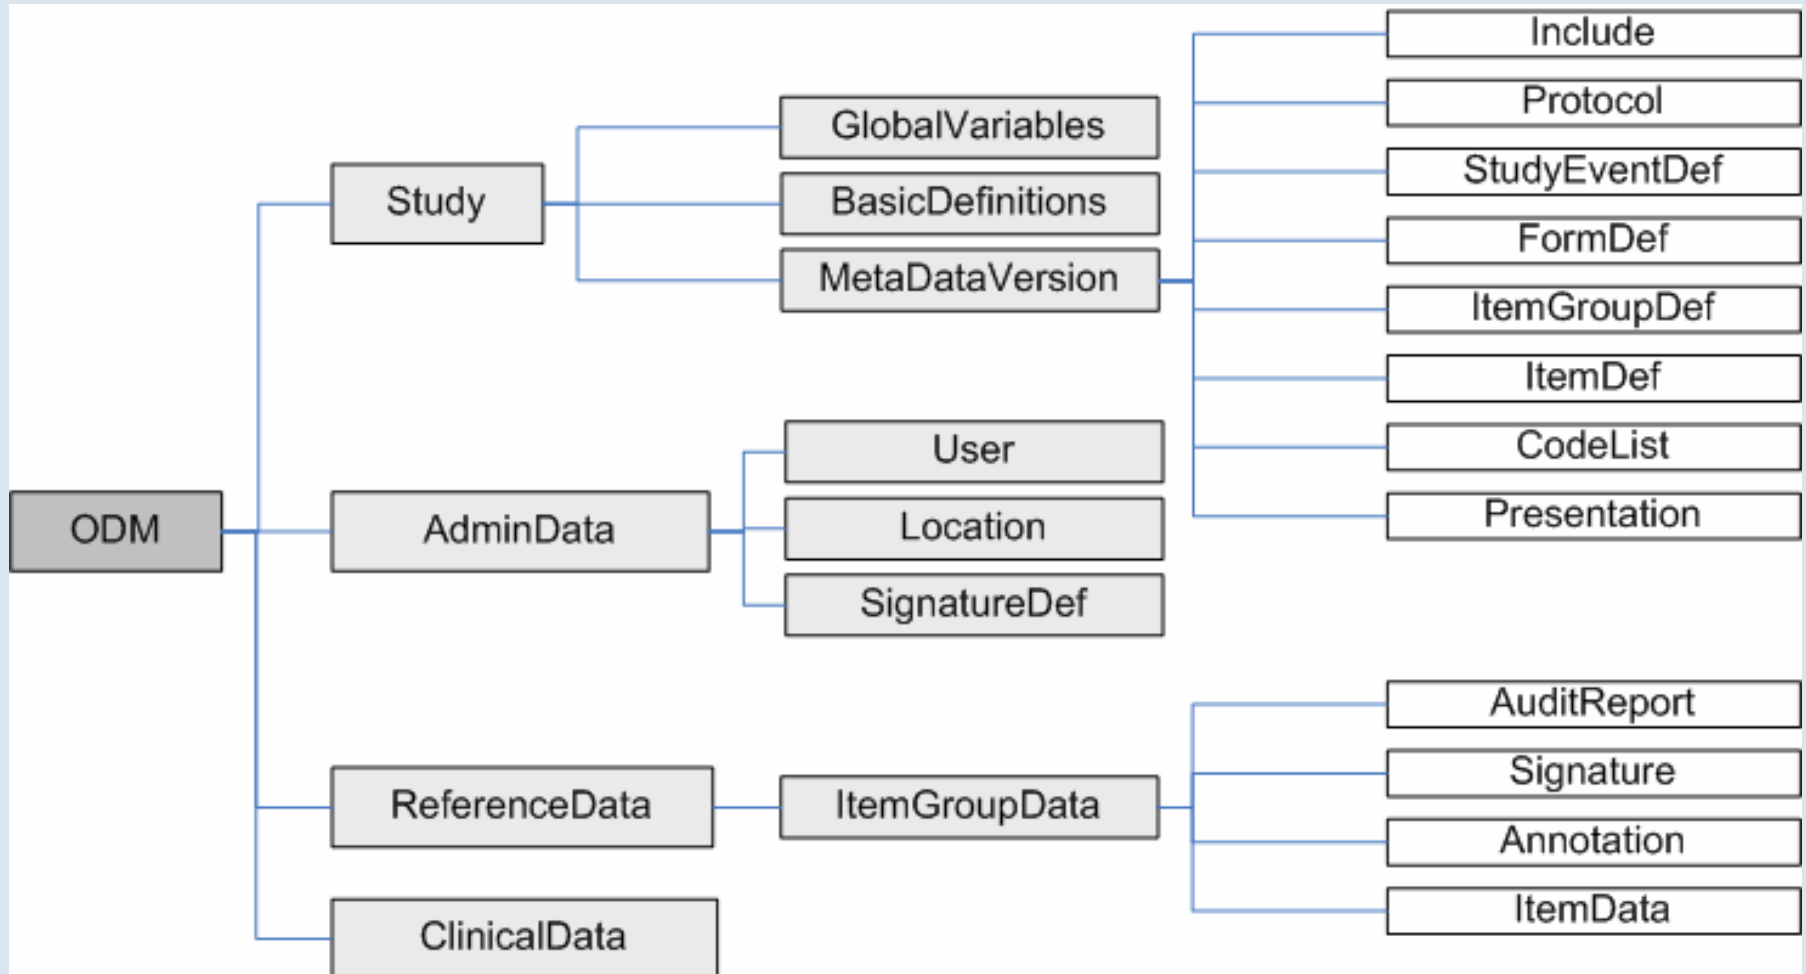 ODM
Study
GlobalVariables
BasicDefinitions
MetaDataVersion
Include
Protocol
StudyEventDef
FormDef
ItemGroupDef
ItemDef
CodeList
Presentation
AdminData
User
Location
SignatureDef
ReferenceData
ItemGroupData
AuditReport
Signature
Annotation
ItemData
ClinicalData